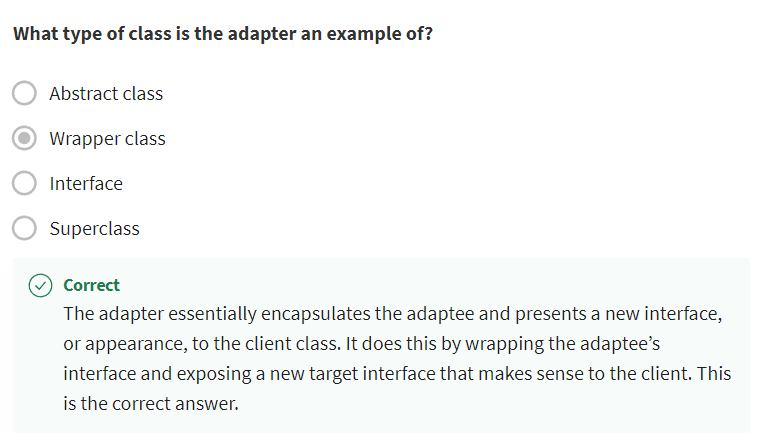 What type of class is the adapter an example of?
Abstract class
Wrapper class
Interface
Superclass
Correct
The adapter essentially encapsulates the adaptee and presents a new interface,
or appearance, to the client class. It does this by wrapping the adaptee’s
interface and exposing a new target interface that makes sense to the client. This
is the correct answer.